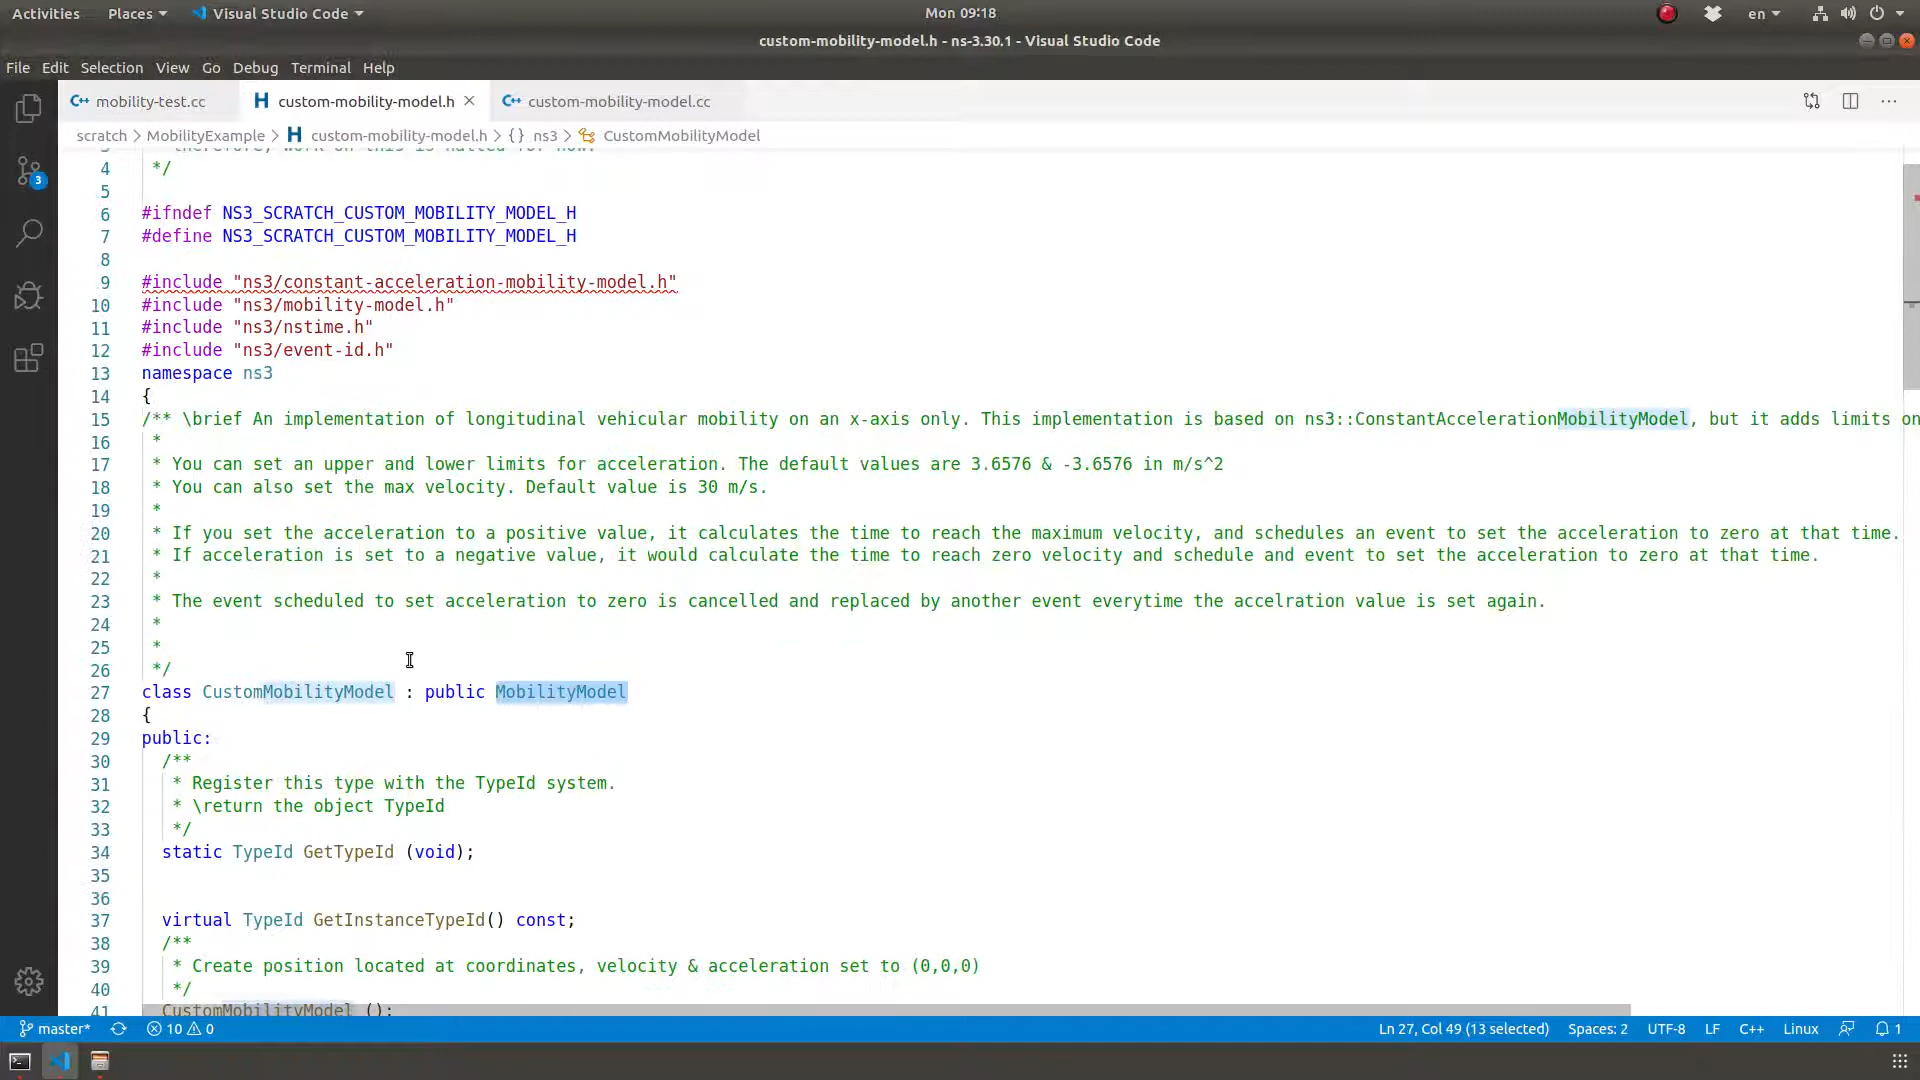 Activities Places Visual Studio Code Mon 09:18 en
custom-mobility-model.h - ns-3.30.1 - Visual Studio Code
File Edit Selection View Go Debug Terminal Help
mobility-test.cc custom-mobility-model.h custom-mobility-model.cc
scratch > MobilityExample > custom-mobility-model.h > {} ns3 > CustomMobilityModel
4 */
5
6 #ifndef NS3_SCRATCH_CUSTOM_MOBILITY_MODEL_H
7 #define NS3_SCRATCH_CUSTOM_MOBILITY_MODEL_H
8
9 #include "ns3/constant-acceleration-mobility-model.h"
10 #include "ns3/mobility-model.h"
11 #include "ns3/nstime.h"
12 #include "ns3/event-id.h"
13 namespace ns3
14 {
15 /** \brief An implementation of longitudinal vehicular mobility on an x-axis only. This implementation is based on ns3::ConstantAccelerationMobilityModel, but it adds limits on
16 *
17 * You can set an upper and lower limits for acceleration. The default values are 3.6576 & -3.6576 in m/s^2
18 * You can also set the max velocity. Default value is 30 m/s.
19 *
20 * If you set the acceleration to a positive value, it calculates the time to reach the maximum velocity, and schedules an event to set the acceleration to zero at that time.
21 * If acceleration is set to a negative value, it would calculate the time to reach zero velocity and schedule and event to set the acceleration to zero at that time.
22 *
23 * The event scheduled to set acceleration to zero is cancelled and replaced by another event everytime the accelration value is set again.
24 *
25 *
26 */
27 class CustomMobilityModel : public MobilityModel
28 {
29 public:
30 /**
31 * Register this type with the TypeId system.
32 * \return the object TypeId
33 */
34 static TypeId GetTypeId (void);
35
36
37 virtual TypeId GetInstanceTypeId() const;
38 /**
39 * Create position located at coordinates, velocity & acceleration set to (0,0,0)
40 */
41 CustomMobilityModel ();
3
master* 10 0 Ln 27, Col 49 (13 selected) Spaces: 2 UTF-8 LF C++ Linux 1